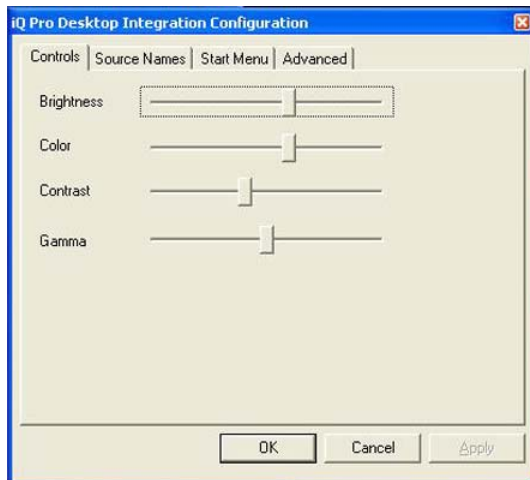 iQ Pro Desktop Integration Configuration
Controls Source Names Start Menu Advanced
Brightness
Color
Contrast
Gamma
OK Cancel Apply